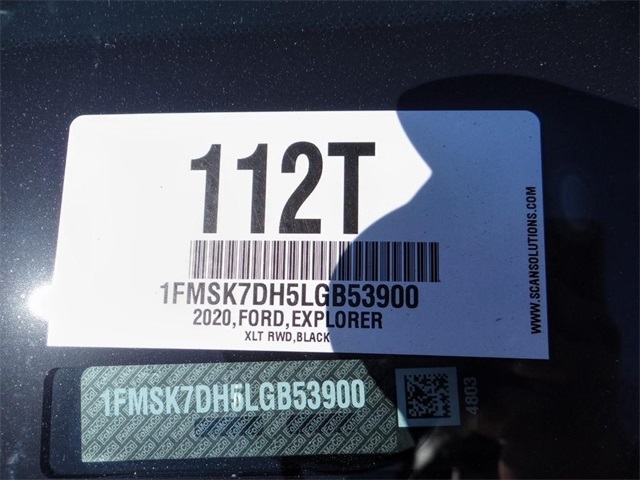 112T
1FMSK7DH5LGB53900
2020,FORD,EXPLORER
XLT RWD,BLACK
WWW.SCANSOLUTIONS.COM
1FMSK7DH5LGB53900
4803